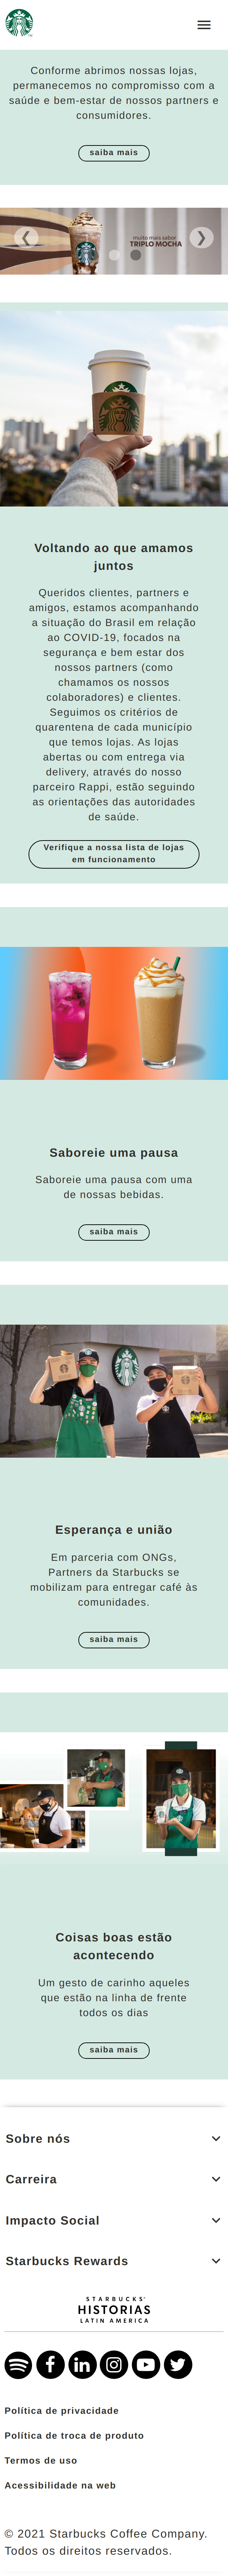 Conforme abrimos nossas lojas,
permanecemos no compromisso com a
saúde e bem-estar de nossos partners e
consumidores.
saiba mais
muito mais sabor
TRIPLO MOCHA
Voltando ao que amamos
juntos
Queridos clientes, partners e
amigos, estamos acompanhando
a situação do Brasil em relação
ao COVID-19, focados na
segurança e bem estar dos
nossos partners (como
chamamos os nossos
colaboradores) e clientes.
Seguimos os critérios de
quarentena de cada município
que temos lojas. As lojas
abertas ou com entrega via
delivery, através do nosso
parceiro Rappi, estão seguindo
as orientações das autoridades
de saúde.
Verifique a nossa lista de lojas
em funcionamento
Saboreie uma pausa
Saboreie uma pausa com uma
de nossas bebidas.
saiba mais
Esperança e união
Em parceria com ONGs,
Partners da Starbucks se
mobilizam para entregar café às
comunidades.
saiba mais
Coisas boas estão
acontecendo
Um gesto de carinho aqueles
que estão na linha de frente
todos os dias
saiba mais
Sobre nós
Carreira
Impacto Social
Starbucks Rewards
STARBUCKS®
HISTORIAS
LATIN AMERICA
Política de privacidade
Política de troca de produto
Termos de uso
Acessibilidade na web
© 2021 Starbucks Coffee Company.
Todos os direitos reservados.